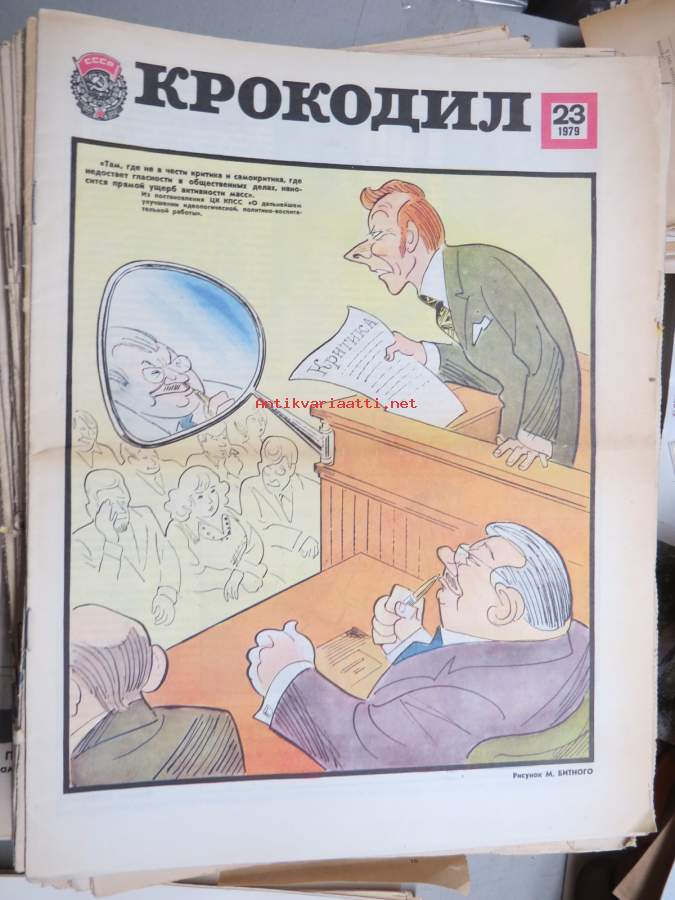 СССР
КРОКОДИЛ
23
1979
«Там, где не в чести критика и самокритика, где
недостает гласности в общественных делах, нано-
сится прямой ущерб активности масс».
Из постановления ЦК КПСС «О дальнейшем
улучшении идеологической, политико-воспита-
тельной работы».
Критика
Antikvariaatti.net
Рисунок М. БИТНОГО